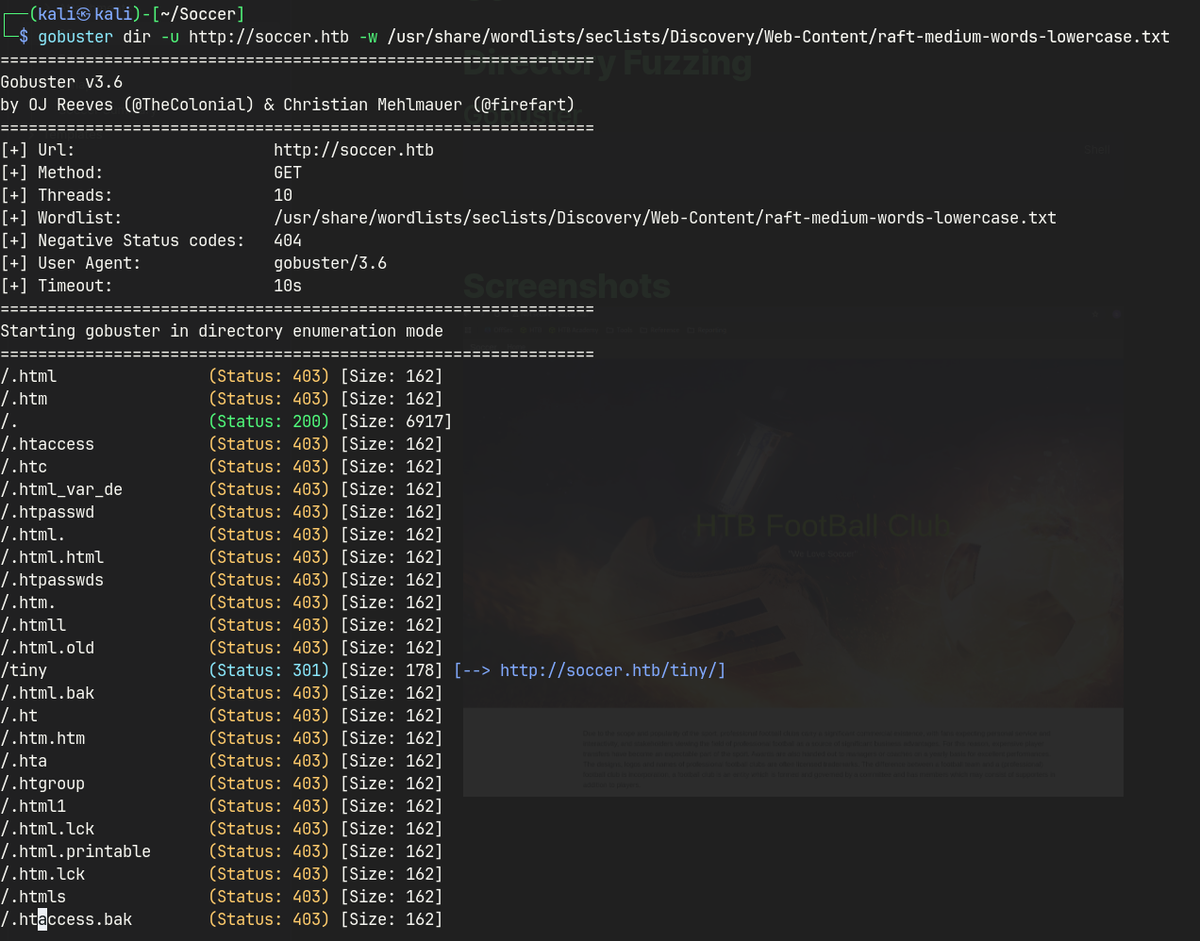 ┌──(kali㉿kali)-[~/Soccer]
└─$ gobuster dir -u http://soccer.htb -w /usr/share/wordlists/seclists/Discovery/Web-Content/raft-medium-words-lowercase.txt
===============================================================
Directory Fuzzing
Gobuster v3.6
by OJ Reeves (@TheColonial) & Christian Mehlmauer (@firefart)
Gobuster
===============================================================
[+] Url:                     http://soccer.htb
[+] Method:                  GET
[+] Threads:                 10
[+] Wordlist:                /usr/share/wordlists/seclists/Discovery/Web-Content/raft-medium-words-lowercase.txt
[+] Negative Status codes:   404
[+] User Agent:              gobuster/3.6
[+] Timeout:                 10s
Screenshots
===============================================================
Starting gobuster in directory enumeration mode
===============================================================
/.html                (Status: 403) [Size: 162]
/.htm                 (Status: 403) [Size: 162]
/.                    (Status: 200) [Size: 6917]
/.htaccess            (Status: 403) [Size: 162]
/.htc                 (Status: 403) [Size: 162]
/.html_var_de         (Status: 403) [Size: 162]
/.htpasswd            (Status: 403) [Size: 162]
HTB FootBall Club
/.html.               (Status: 403) [Size: 162]
/.html.html           (Status: 403) [Size: 162]
/.htpasswds           (Status: 403) [Size: 162]
/.htm.                (Status: 403) [Size: 162]
/.htmll               (Status: 403) [Size: 162]
/.html.old            (Status: 403) [Size: 162]
/tiny                 (Status: 301) [Size: 178] [--> http://soccer.htb/tiny/]
/.html.bak            (Status: 403) [Size: 162]
/.ht                  (Status: 403) [Size: 162]
/.htm.htm             (Status: 403) [Size: 162]
/.hta                 (Status: 403) [Size: 162]
/.htgroup             (Status: 403) [Size: 162]
/.html1               (Status: 403) [Size: 162]
/.html.lck            (Status: 403) [Size: 162]
/.html.printable      (Status: 403) [Size: 162]
/.htm.lck             (Status: 403) [Size: 162]
/.htmls               (Status: 403) [Size: 162]
/.htaccess.bak        (Status: 403) [Size: 162]